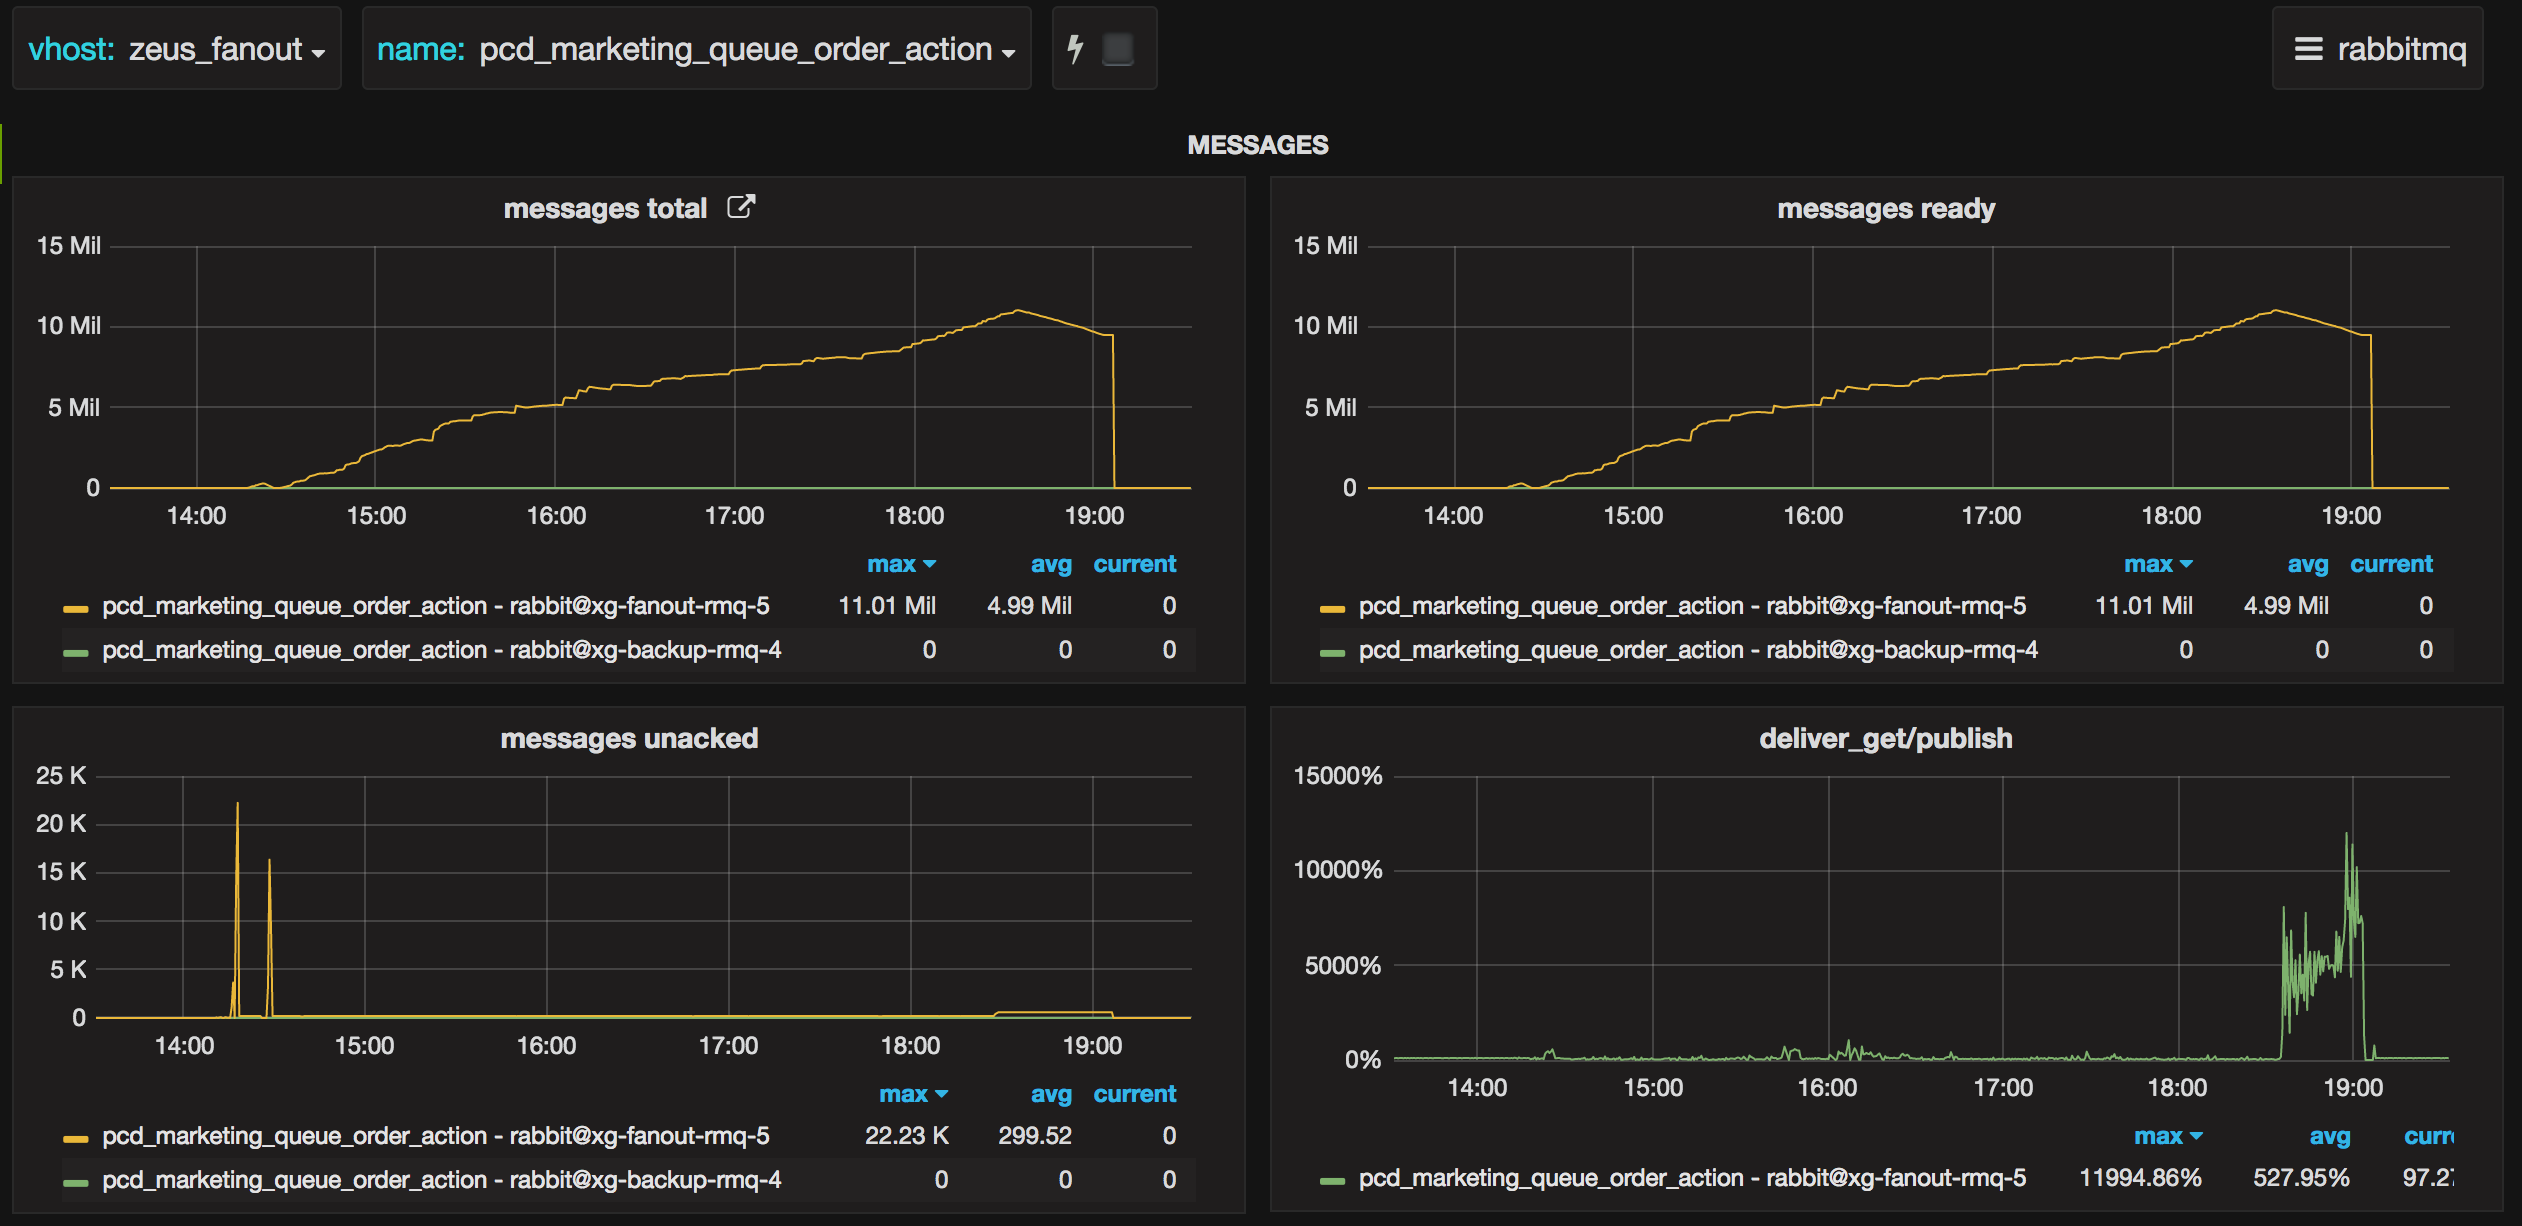 vhost: zeus_fanout name: pcd_marketing_queue_order_action rabbitmq
MESSAGES
messages total
15 Mil
10 Mil
5 Mil
0
14:00 15:00 16:00 17:00 18:00 19:00
max avg current
pcd_marketing_queue_order_action - rabbit@xg-fanout-rmq-5 11.01 Mil 4.99 Mil 0
pcd_marketing_queue_order_action - rabbit@xg-backup-rmq-4 0 0 0
messages ready
15 Mil
10 Mil
5 Mil
0
14:00 15:00 16:00 17:00 18:00 19:00
max avg current
pcd_marketing_queue_order_action - rabbit@xg-fanout-rmq-5 11.01 Mil 4.99 Mil 0
pcd_marketing_queue_order_action - rabbit@xg-backup-rmq-4 0 0 0
messages unacked
25 K
20 K
15 K
10 K
5 K
0
14:00 15:00 16:00 17:00 18:00 19:00
max avg current
pcd_marketing_queue_order_action - rabbit@xg-fanout-rmq-5 22.23 K 299.52 0
pcd_marketing_queue_order_action - rabbit@xg-backup-rmq-4 0 0 0
deliver_get/publish
15000%
10000%
5000%
0%
14:00 15:00 16:00 17:00 18:00 19:00
max avg curr
pcd_marketing_queue_order_action - rabbit@xg-fanout-rmq-5 11994.86% 527.95% 97.27